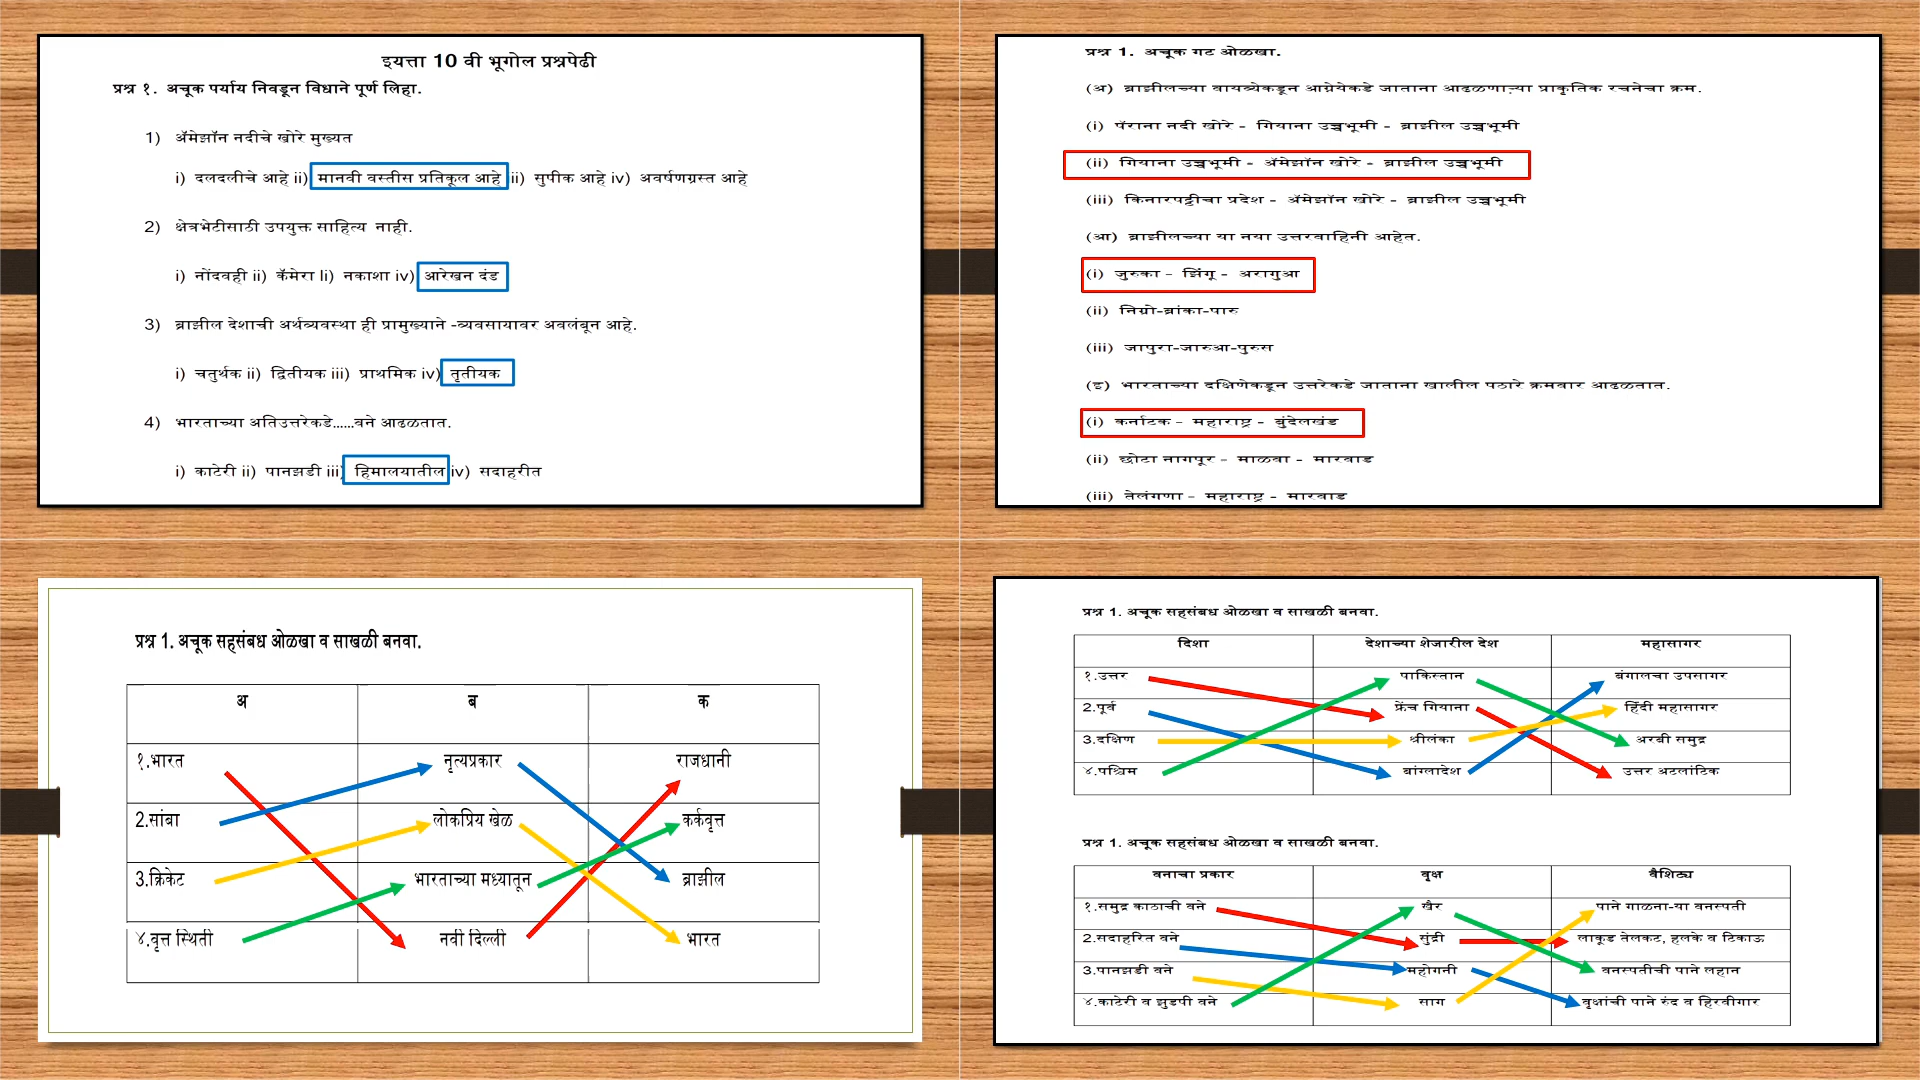 इयत्ता 10 वी भूगोल प्रश्नपेढी
प्रश्न १. अचूक पर्याय निवडून विधाने पूर्ण लिहा.
1) ॲमेझॉन नदीचे खोरे मुख्यत
i) दलदलीचे आहे ii) मानवी वस्तीस प्रतिकूल आहे ii) सुपीक आहे iv) अवर्षणग्रस्त आहे
2) क्षेत्रभेटीसाठी उपयुक्त साहित्य नाही.
i) नोंदवही ii) कॅमेरा li) नकाशा iv) आरेखन दंड
3) ब्राझील देशाची अर्थव्यवस्था ही प्रामुख्याने -व्यवसायावर अवलंबून आहे.
i) चतुर्थक ii) द्वितीयक iii) प्राथमिक iv) तृतीयक
4) भारताच्या अतिउत्तरेकडे......वने आढळतात.
i) काटेरी ii) पानझडी iii) हिमालयातील iv) सदाहरीत
प्रश्न 1. अचूक गट ओळखा.
(अ) ब्राझीलच्या वायव्येकडून आग्नेयेकडे जाताना आढळणाऱ्या प्राकृतिक रचनेचा क्रम.
(i) पॅराना नदी खोरे - गियाना उच्चभूमी - ब्राझील उच्चभूमी
(ii) गियाना उच्चभूमी - ॲमेझॉन खोरे - ब्राझील उच्चभूमी
(iii) किनारपट्टीचा प्रदेश - ॲमेझॉन खोरे - ब्राझील उच्चभूमी
(आ) ब्राझीलच्या या नद्या उत्तरवाहिनी आहेत.
(i) जुरुका - झिंगू - अरागुआ
(ii) निग्रो-ब्रांका-पारु
(iii) जापुरा-जारुआ-पुरुस
(इ) भारताच्या दक्षिणेकडून उत्तरेकडे जाताना खालील पठारे क्रमवार आढळतात.
(i) कर्नाटक - महाराष्ट्र - बुंदेलखंड
(ii) छोटा नागपूर - माळवा - मारवाड
(iii) तेलंगणा - महाराष्ट्र - मारवाड
प्रश्न 1. अचूक सहसंबध ओळखा व साखळी बनवा.
अ ब क
१.भारत नृत्यप्रकार राजधानी
2.सांबा लोकप्रिय खेळ कर्कवृत्त
3.क्रिकेट भारताच्या मध्यातून ब्राझील
४.वृत्त स्थिती नवी दिल्ली भारत
प्रश्न 1. अचूक सहसंबध ओळखा व साखळी बनवा.
दिशा देशाच्या शेजारील देश महासागर
१.उत्तर पाकिस्तान बंगालचा उपसागर
2.पूर्व फ्रेंच गियाना हिंदी महासागर
3.दक्षिण श्रीलंका अरबी समुद्र
४.पश्चिम बांग्लादेश उत्तर अटलांटिक
प्रश्न 1. अचूक सहसंबध ओळखा व साखळी बनवा.
वनाचा प्रकार वृक्ष वैशिष्ठ्य
१.समुद्र काठाची वने खैर पाने गाळना-या वनस्पती
2.सदाहरित वने सुंद्री लाकूड तेलकट, हलके व टिकाऊ
3.पानझडी वने महोगनी वनस्पतीची पाने लहान
४.काटेरी व झुडपी वने साग वृक्षांची पाने रुंद व हिरवीगार